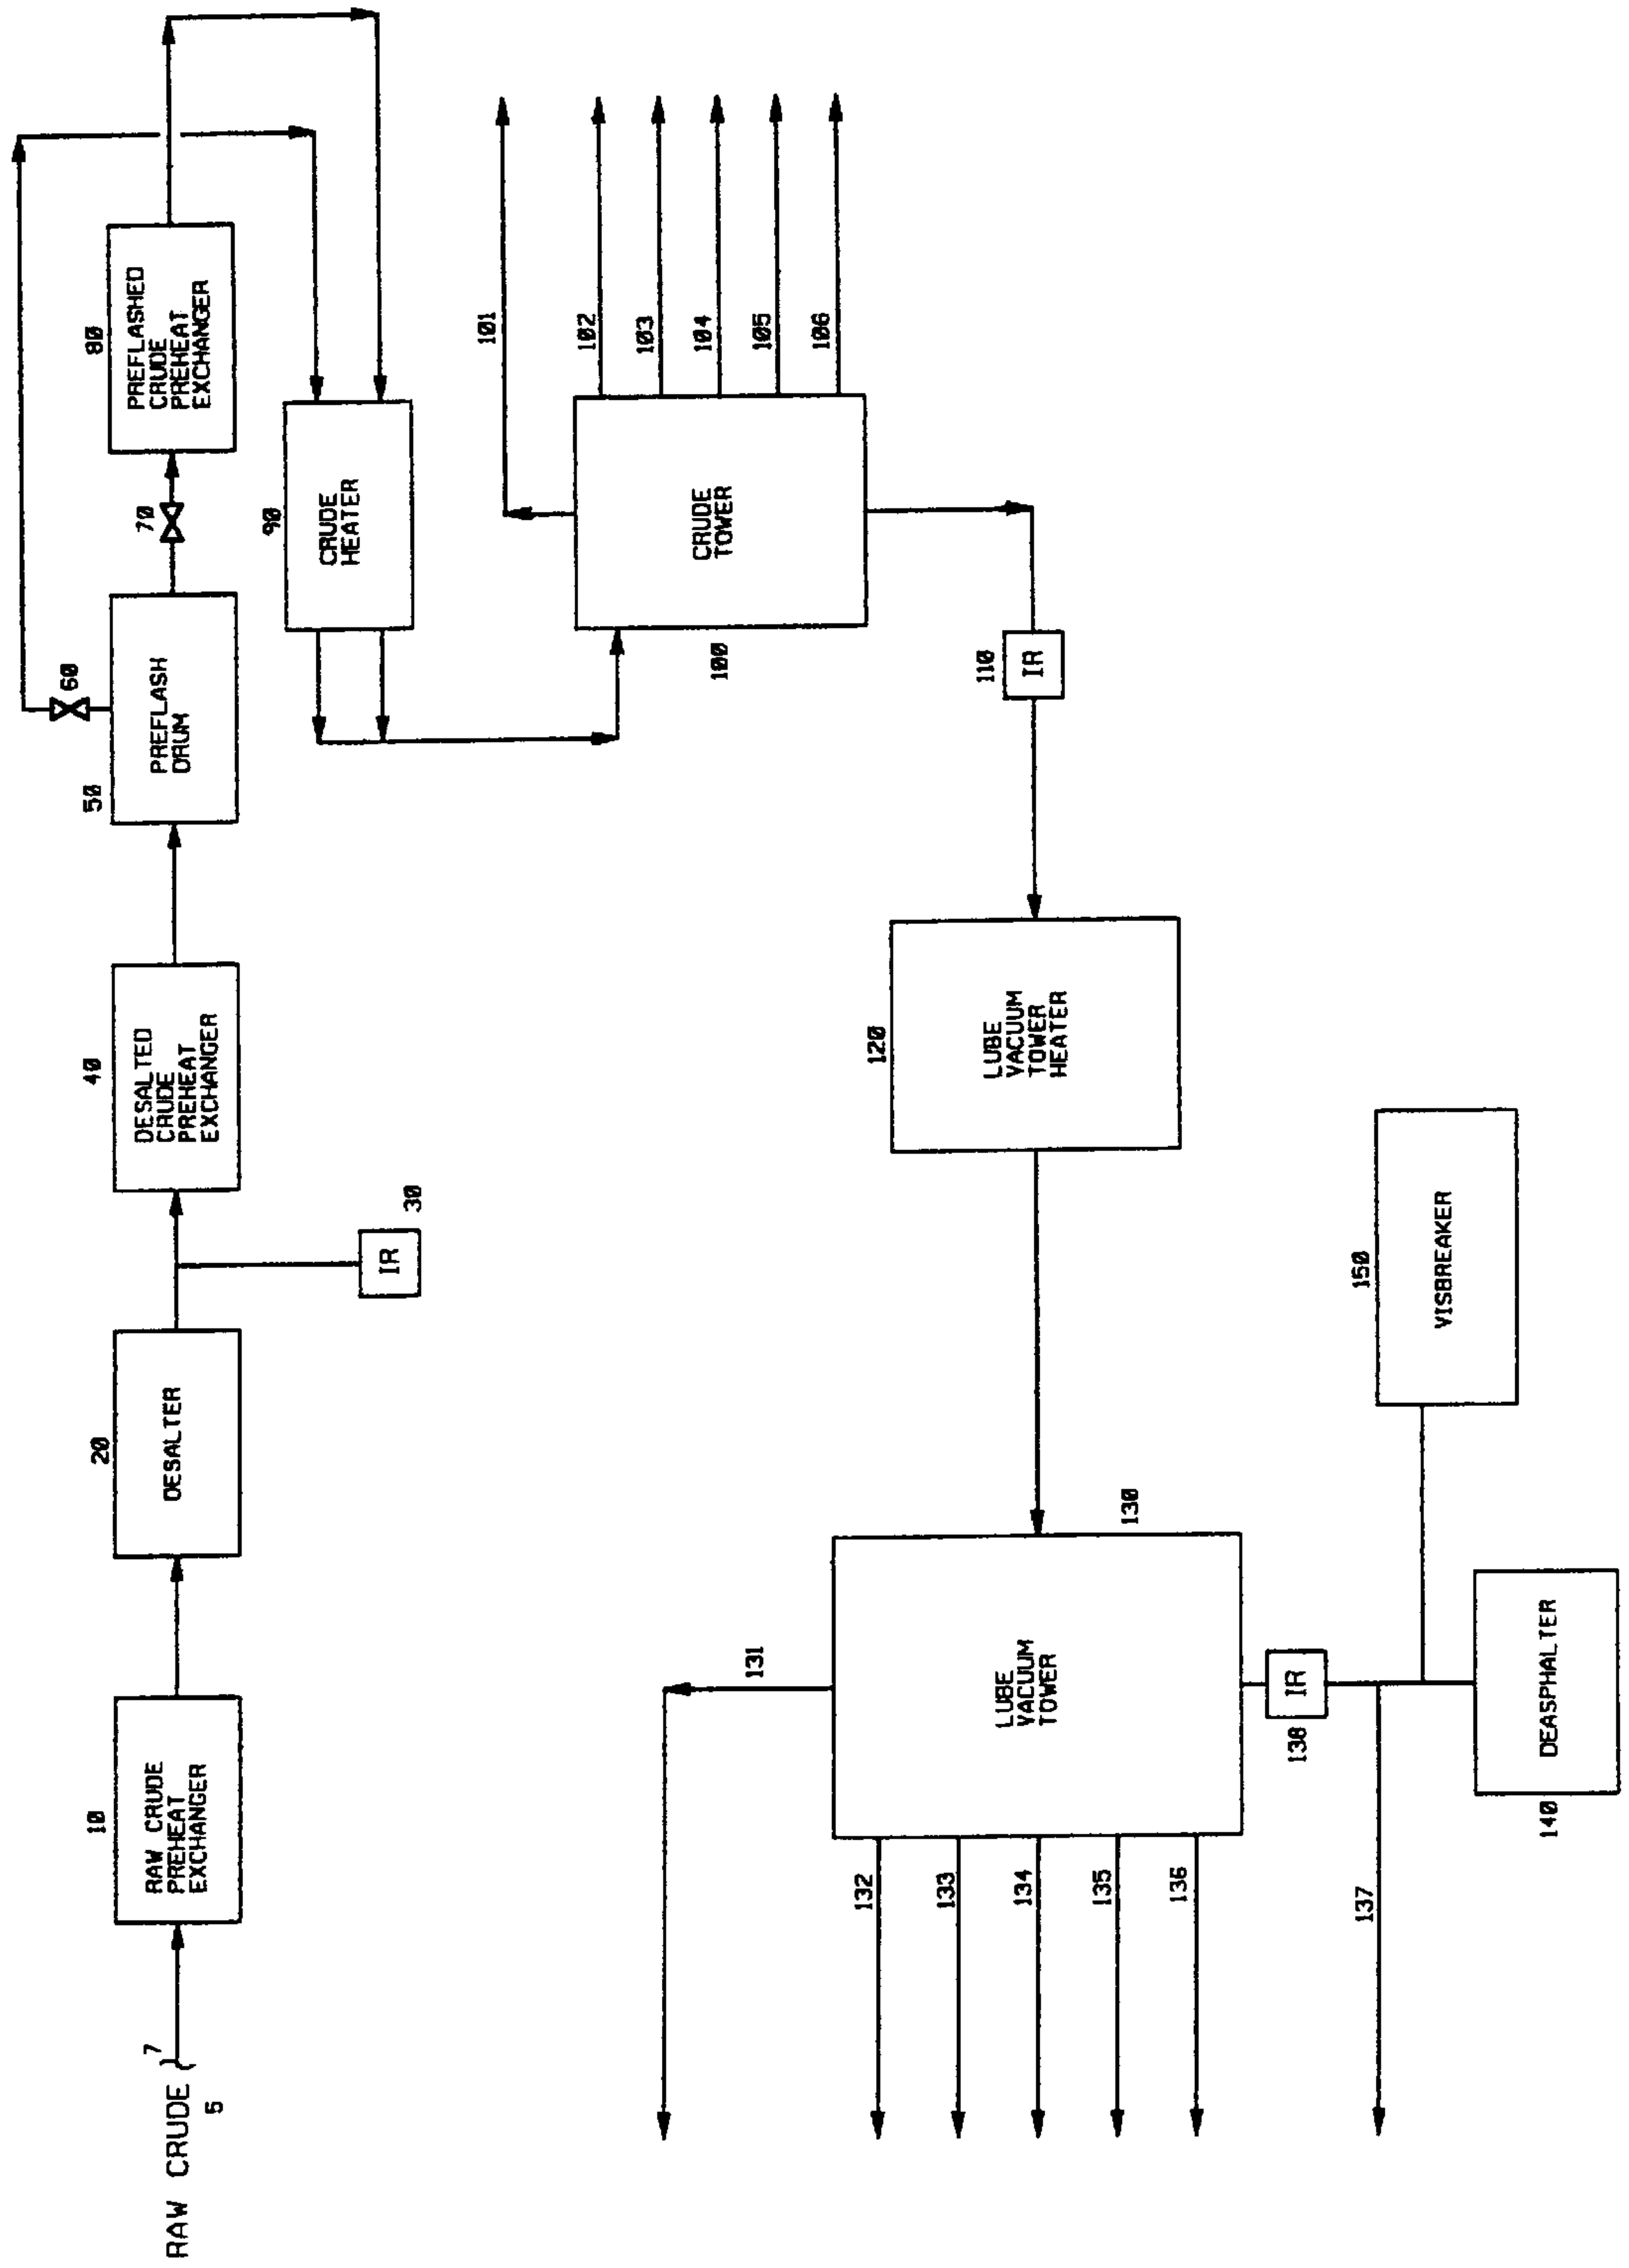 RAW CRUDE
5
7
10
RAW CRUDE
PREHEAT
EXCHANGER
20
DESALTER
IR
30
40
DESALTED
CRUDE
PREHEAT
EXCHANGER
50
PREFLASH
DRUM
60
70
80
PREFLASHED
CRUDE
PREHEAT
EXCHANGER
90
CRUDE
HEATER
100
CRUDE
TOWER
101
102
103
104
105
106
110
IR
120
LUBE
VACUUM
TOWER
HEATER
130
LUBE
VACUUM
TOWER
131
132
133
134
135
136
138
IR
137
140
DEASPHALTER
150
VISBREAKER